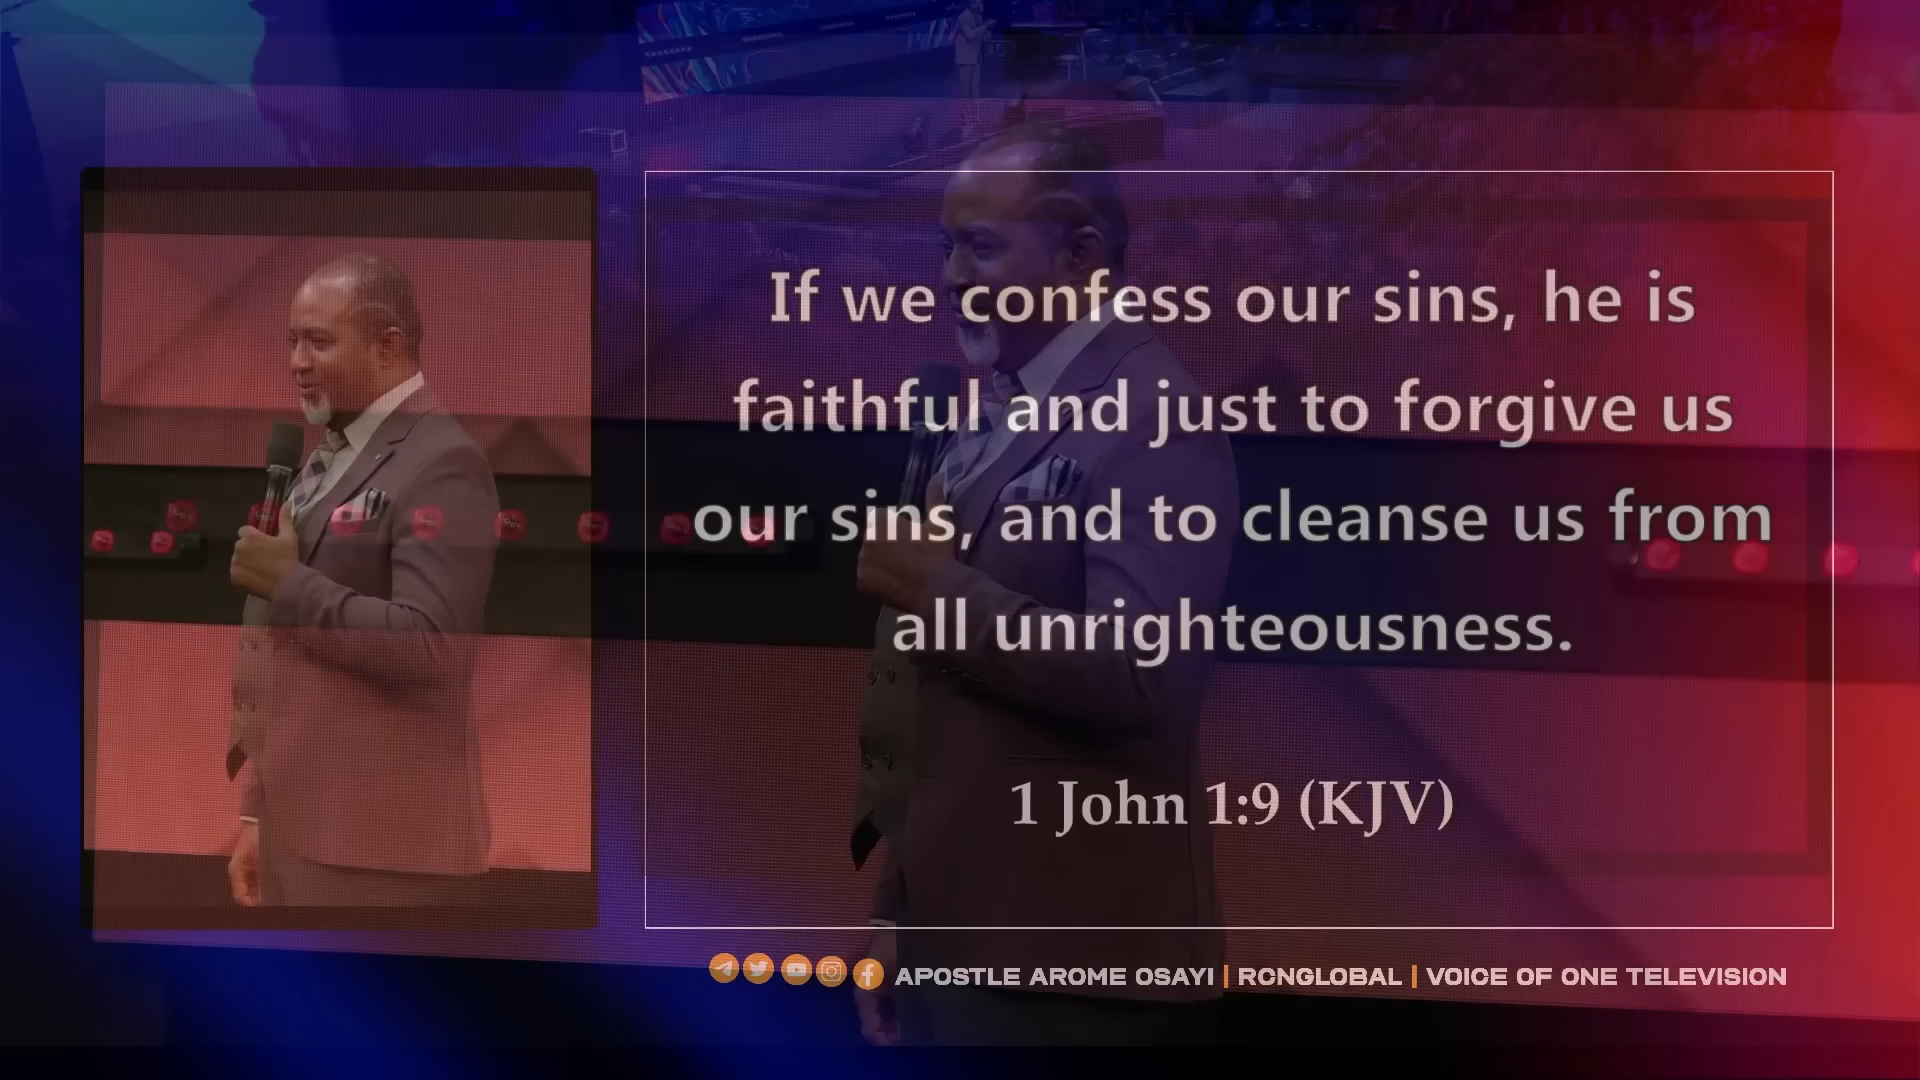 If we confess our sins, he is
faithful and just to forgive us
our sins, and to cleanse us from
all unrighteousness.
1 John 1:9 (KJV)
APOSTLE AROME OSAYI | RCNGLOBAL | VOICE OF ONE TELEVISION